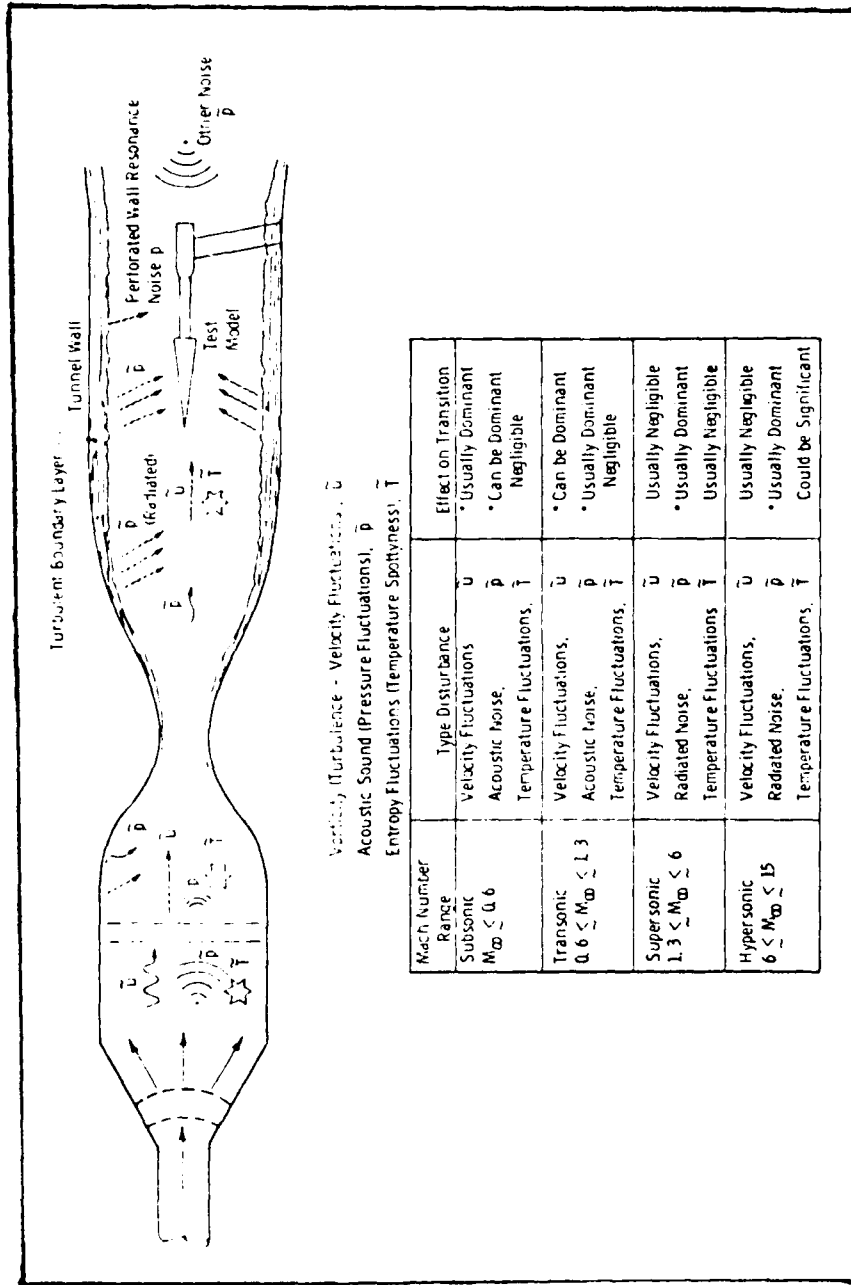 Turbulent Boundary Layer
Tunnel Wall
p̃
(Radiated)
p̃
Perforated Wall Resonance
Noise p
Other Noise
p̃
Test
Model
ũ
T̃
p̃
ũ
p̃
T̃
p̃
ũ
p̃
T̃
Vorticity (Turbulence - Velocity Fluctuations), ũ
Acoustic Sound (Pressure Fluctuations), p̃
Entropy Fluctuations (Temperature Spottyness), T̃
Mach Number Range | Type Disturbance | Effect on Transition
Subsonic M∞ ≲ 0.6 | Velocity Fluctuations ũ | * Usually Dominant
Acoustic Noise, p̃ | * Can be Dominant
Temperature Fluctuations, T̃ | Negligible
Transonic 0.6 ≲ M∞ ≲ 1.3 | Velocity Fluctuations, ũ | * Can be Dominant
Acoustic Noise, p̃ | * Usually Dominant
Temperature Fluctuations, T̃ | Negligible
Supersonic 1.3 ≲ M∞ ≲ 6 | Velocity Fluctuations, ũ | Usually Negligible
Radiated Noise, p̃ | * Usually Dominant
Temperature Fluctuations T̃ | Usually Negligible
Hypersonic 6 ≲ M∞ ≲ 15 | Velocity Fluctuations, ũ | Usually Negligible
Radiated Noise, p̃ | * Usually Dominant
Temperature Fluctuations, T̃ | Could be Significant